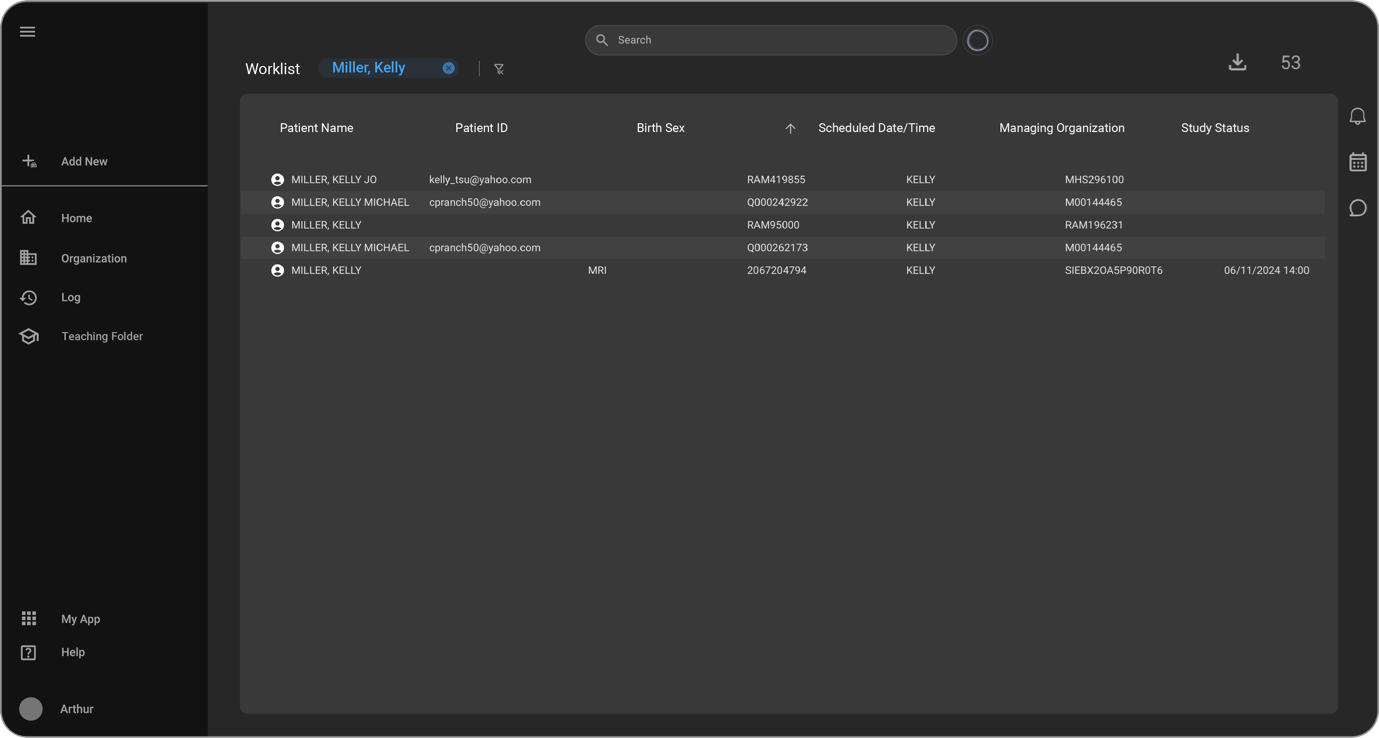 Search
Worklist Miller, Kelly 53
Patient Name Patient ID Birth Sex Scheduled Date/Time Managing Organization Study Status
Add New
MILLER, KELLY JO kelly_tsu@yahoo.com RAM419855 KELLY MHS296100
MILLER, KELLY MICHAEL cpranch50@yahoo.com Q000242922 KELLY M00144465
Home
MILLER, KELLY RAM95000 KELLY RAM196231
MILLER, KELLY MICHAEL cpranch50@yahoo.com Q000262173 KELLY M00144465
Organization
MILLER, KELLY MRI 2067204794 KELLY SIEBX2OA5P90R0T6 06/11/2024 14:00
Log
Teaching Folder
My App
Help
Arthur